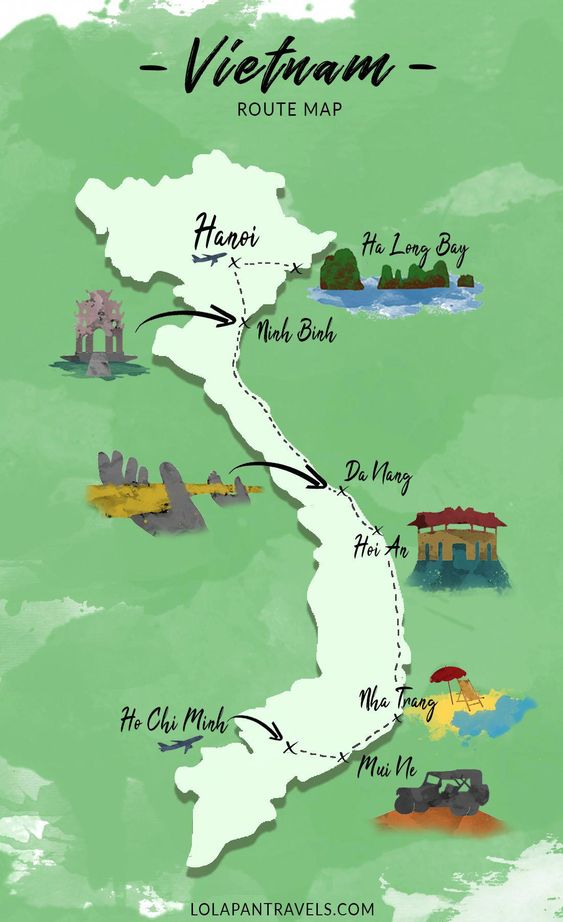 - Vietnam -
ROUTE MAP
Hanoi
Ha Long Bay
Ninh Binh
Da Nang
Hoi An
Nha Trang
Ho Chi Minh
Mui Ne
LOLAPANTRAVELS.COM